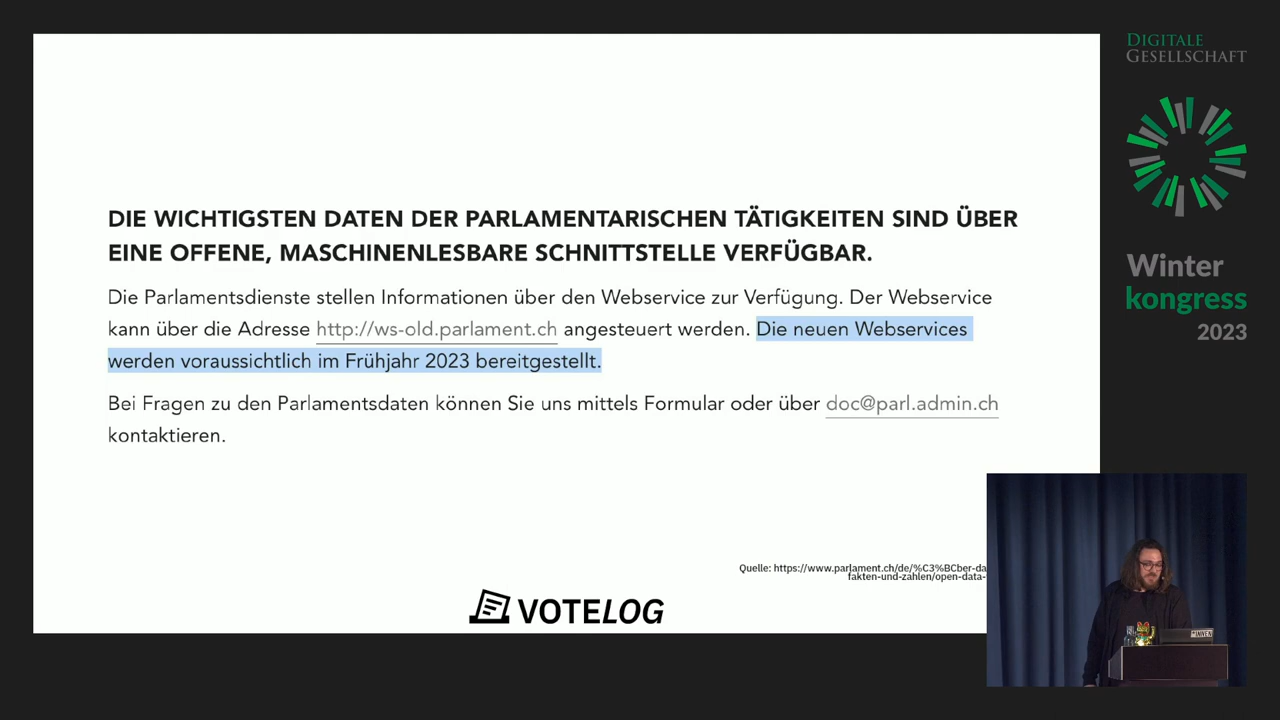 DIE WICHTIGSTEN DATEN DER PARLAMENTARISCHEN TÄTIGKEITEN SIND ÜBER
EINE OFFENE, MASCHINENLESBARE SCHNITTSTELLE VERFÜGBAR.
Die Parlamentsdienste stellen Informationen über den Webservice zur Verfügung. Der Webservice
kann über die Adresse http://ws-old.parlament.ch angesteuert werden. Die neuen Webservices
werden voraussichtlich im Frühjahr 2023 bereitgestellt.
Bei Fragen zu den Parlamentsdaten können Sie uns mittels Formular oder über doc@parl.admin.ch
kontaktieren.
Quelle: https://www.parlament.ch/de/%C3%BCber-da
fakten-und-zahlen/open-data-
VOTELOG
DIGITALE
GESELLSCHAFT
Winter
kongress
2023